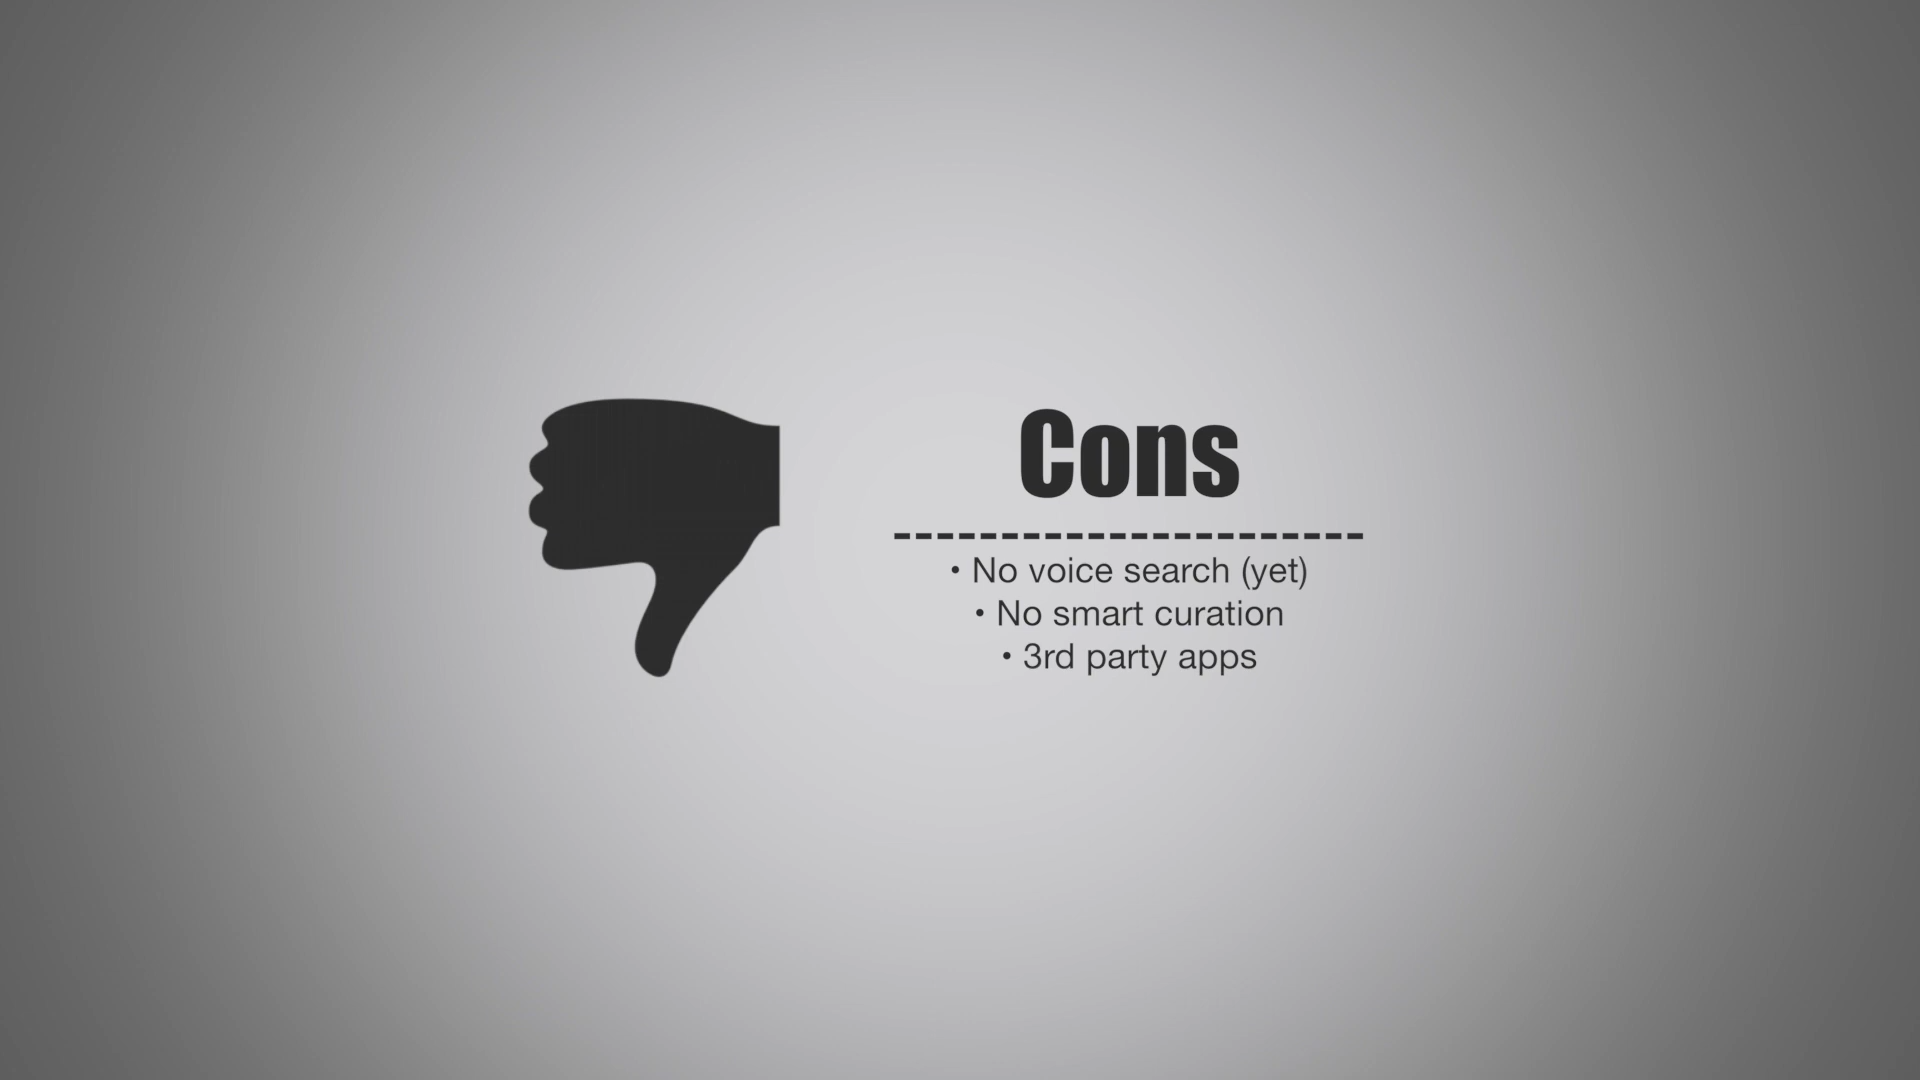 Cons
• No voice search (yet)
• No smart curation
• 3rd party apps